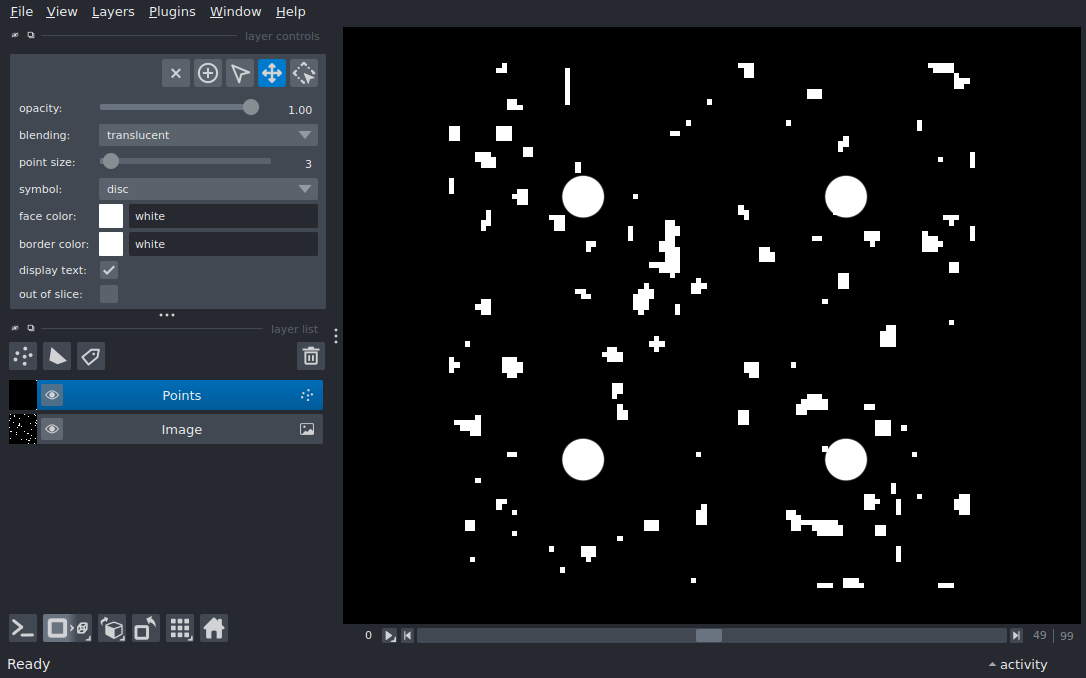 File View Layers Plugins Window Help
layer controls
opacity: 1.00
blending: translucent
point size: 3
symbol: disc
face color: white
border color: white
display text:
out of slice:
layer list
Points
Image
0 49 99
Ready activity